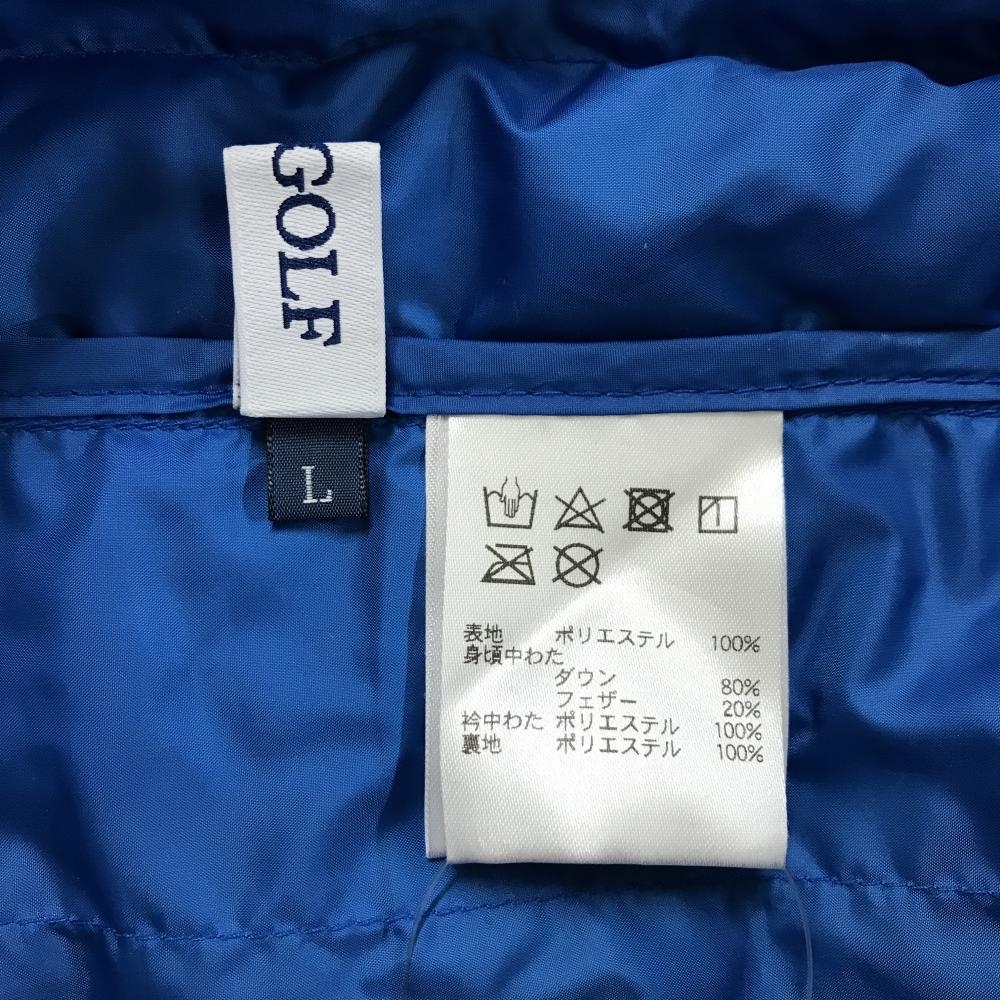 GOLF
L
表地 ポリエステル 100%
身頃中わた
ダウン 80%
フェザー 20%
衿中わた ポリエステル 100%
裏地 ポリエステル 100%